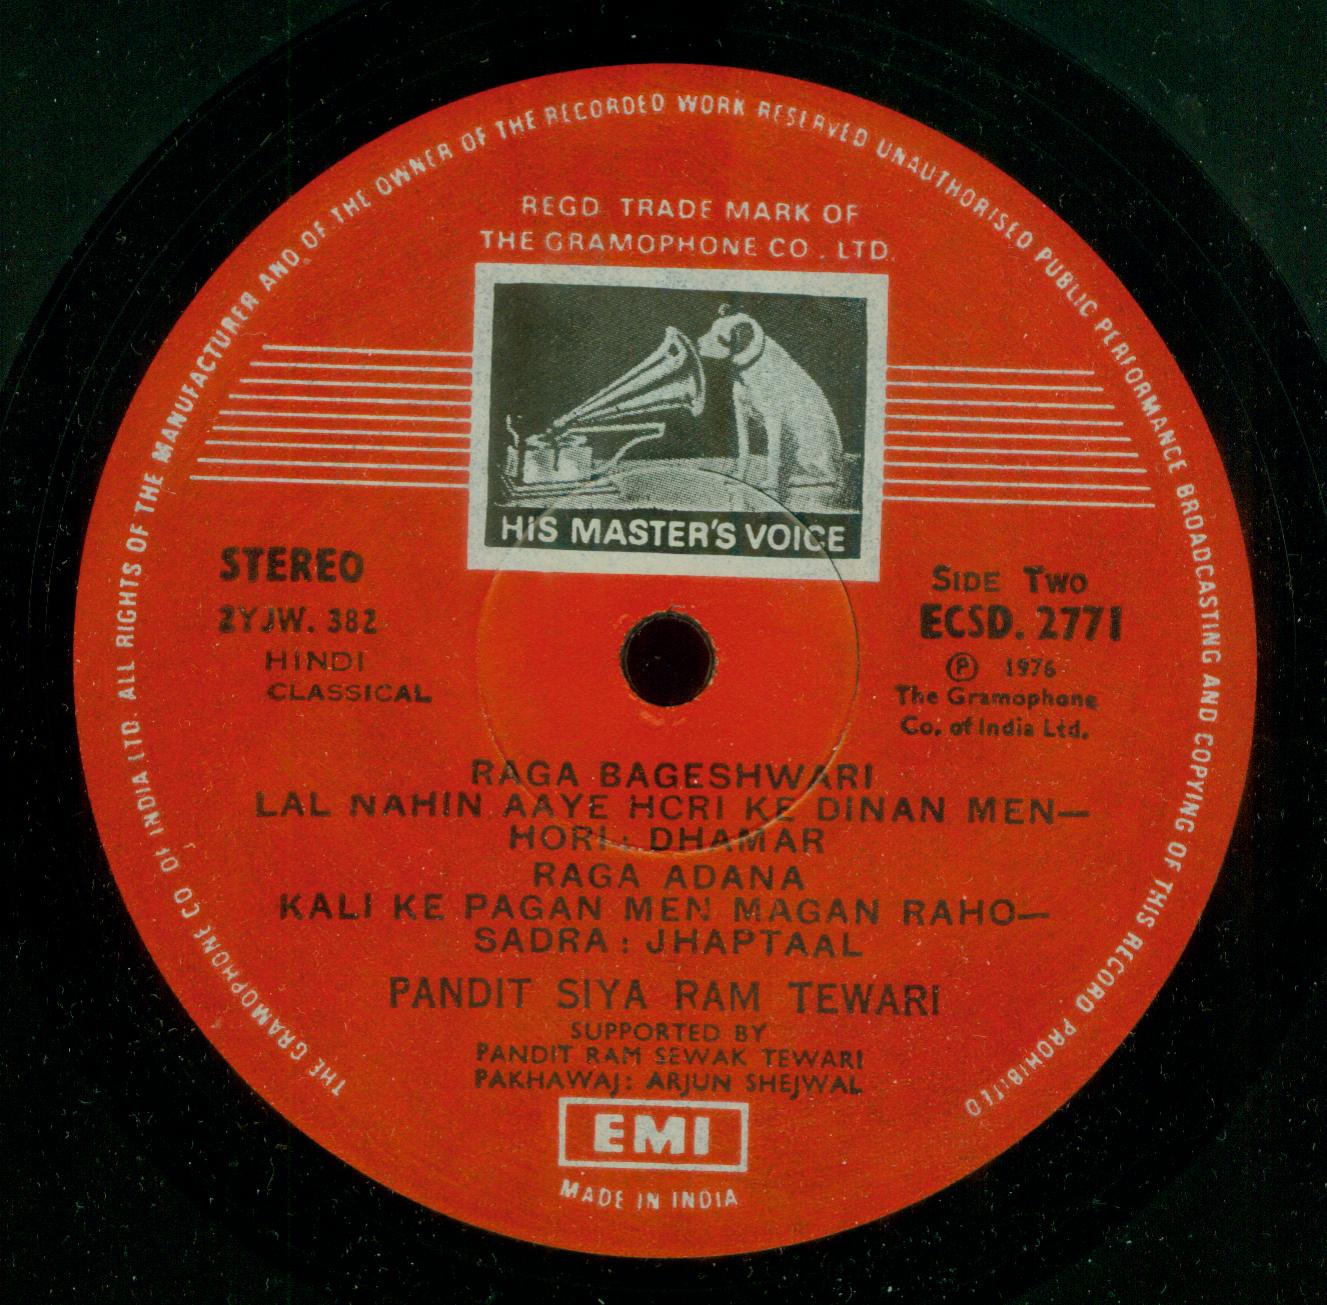 THE GRAMOPHONE CO OF INDIA LTD. ALL RIGHTS OF THE MANUFACTURER AND OF THE OWNER OF THE RECORDED WORK RESERVED UNAUTHORISED PUBLIC PERFORMANCE BROADCASTING AND COPYING OF THIS RECORD PROHIBITED
REGD. TRADE MARK OF
THE GRAMOPHONE CO. LTD.
HIS MASTER'S VOICE
STEREO
2YJW. 382
HINDI
CLASSICAL
SIDE TWO
ECSD. 2771
Ⓟ 1976
The Gramophone
Co. of India Ltd.
RAGA BAGESHWARI
LAL NAHIN AAYE HORI KE DINAN MEN—
HORI : DHAMAR
RAGA ADANA
KALI KE PAGAN MEN MAGAN RAHO—
SADRA : JHAPTAAL
PANDIT SIYA RAM TEWARI
SUPPORTED BY
PANDIT RAM SEWAK TEWARI
PAKHAWAJ: ARJUN SHEJWAL
EMI
MADE IN INDIA